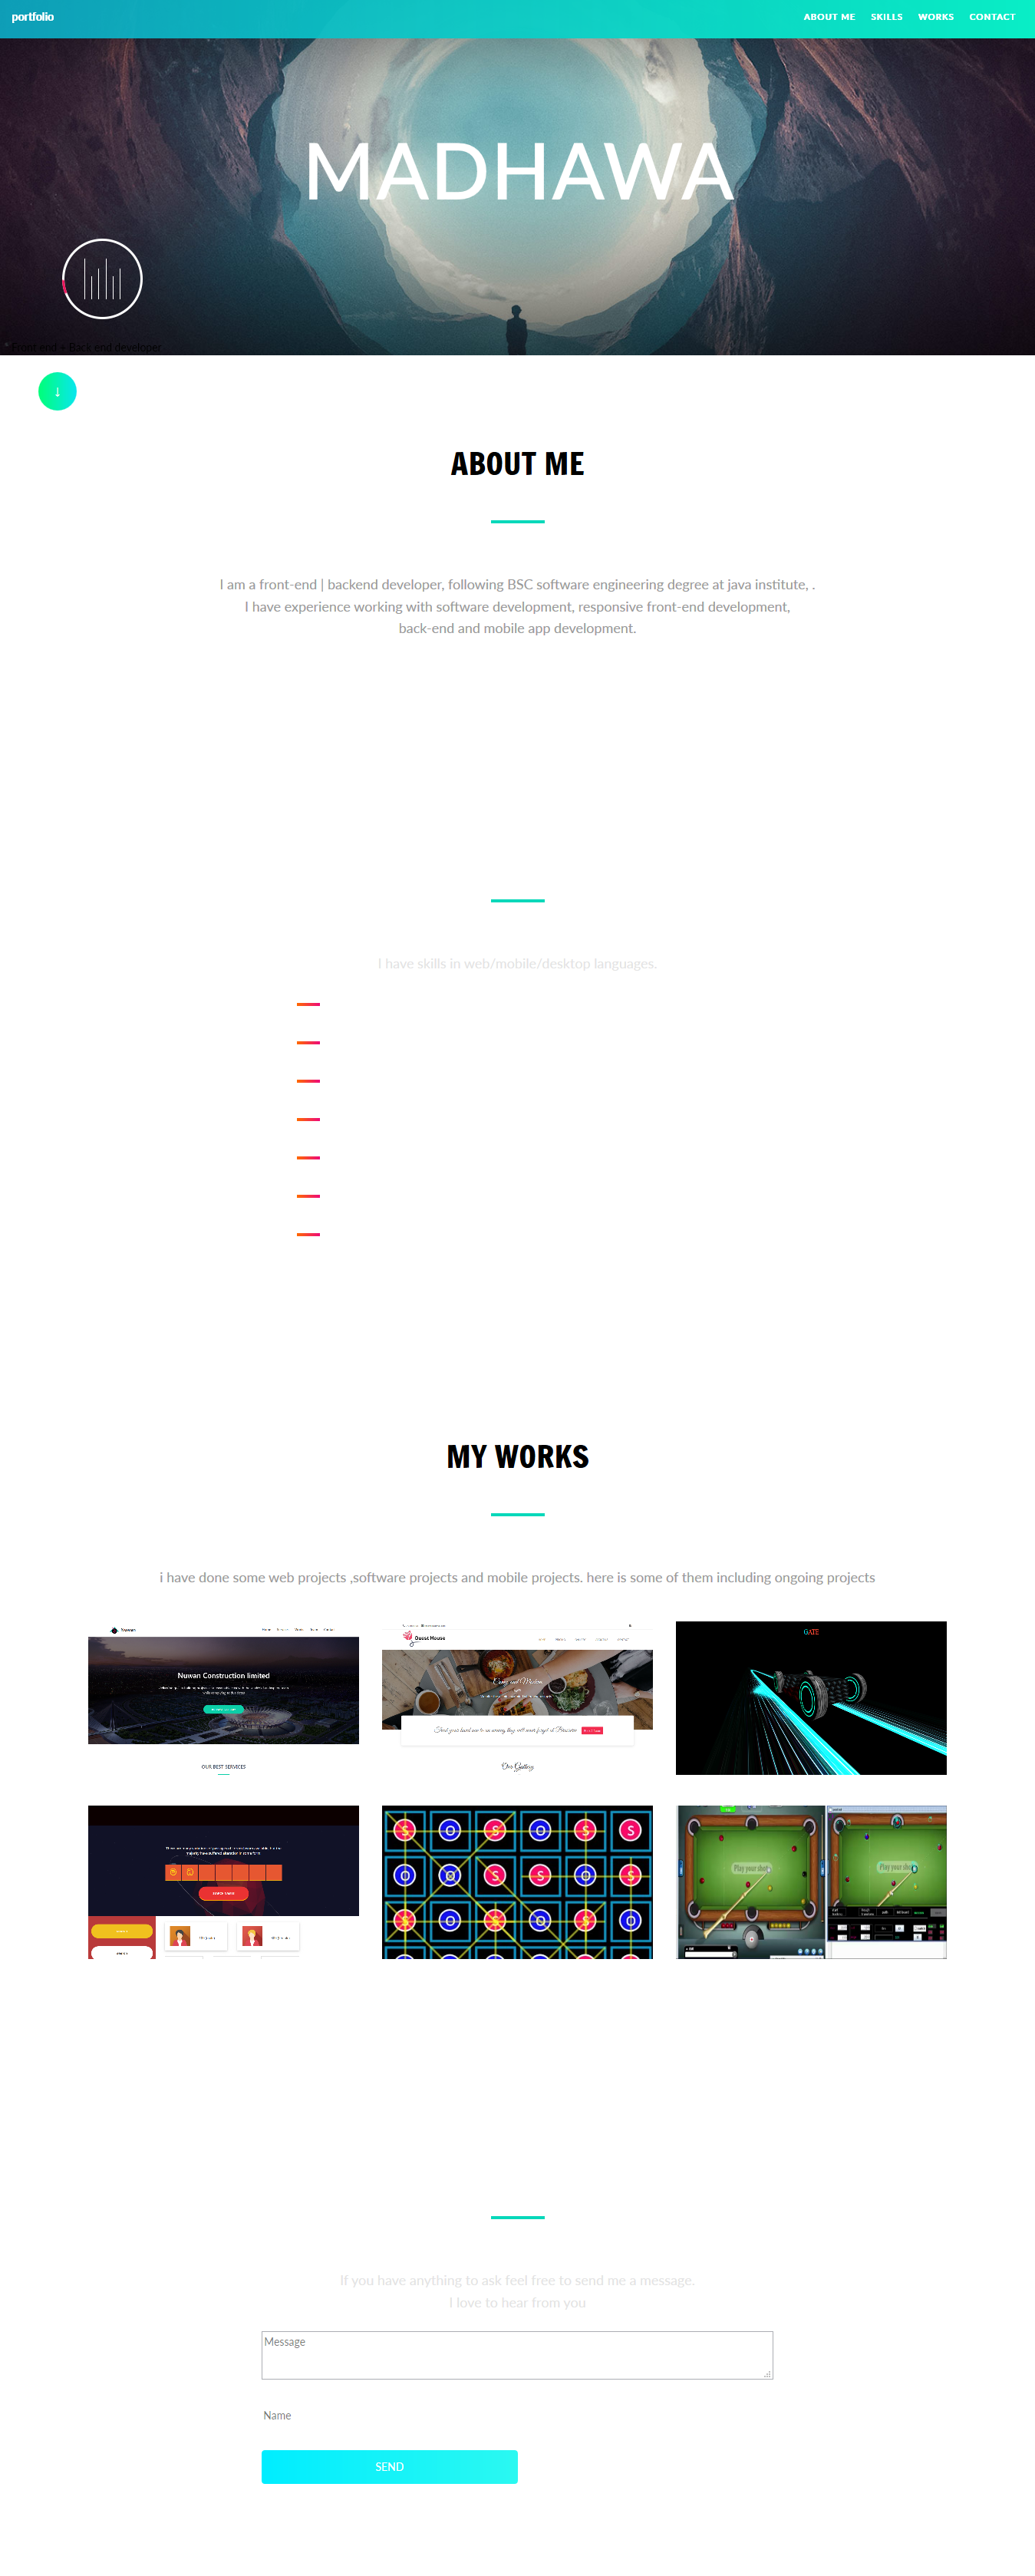 portfolio
ABOUT ME SKILLS WORKS CONTACT
MADHAWA
Front end + Back end developer
↓
ABOUT ME
I am a front-end | backend developer, following BSC software engineering degree at java institute, .
I have experience working with software development, responsive front-end development,
back-end and mobile app development.
I have skills in web/mobile/desktop languages.
MY WORKS
i have done some web projects ,software projects and mobile projects. here is some of them including ongoing projects
Nuwan Construction limited
OUR BEST SERVICES
Guest House
Our Gallery
GATE
S O S O S S
O O S O S O
S O S O O S
Play your shot
Play your shot
If you have anything to ask feel free to send me a message.
I love to hear from you
Message
Name
SEND